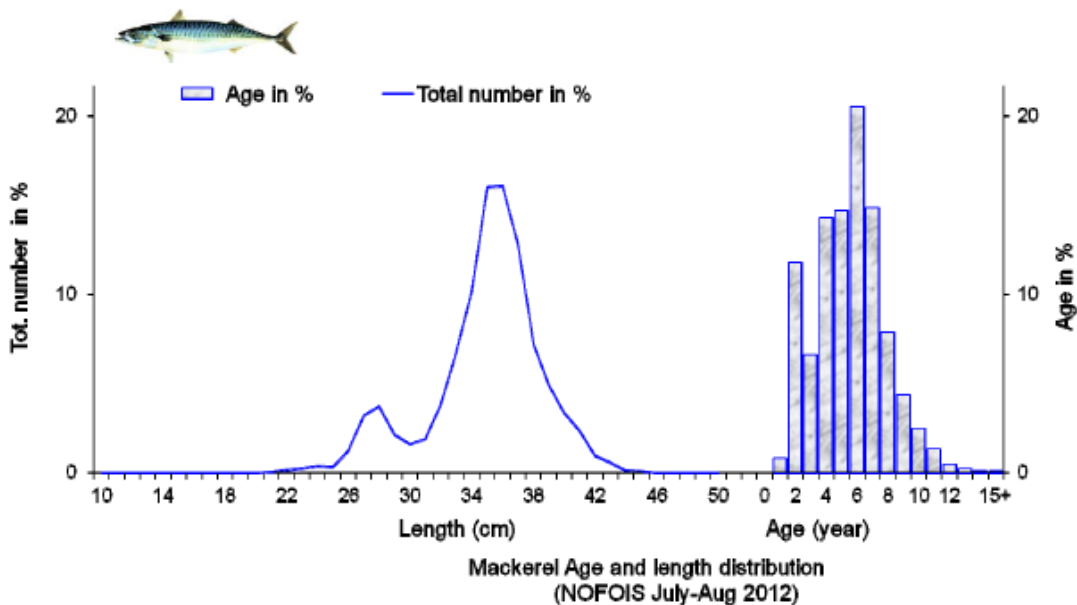 Age in %
Total number in %
20
10
0
Tot. number in %
20
10
0
Age in %
10 14 18 22 26 30 34 38 42 46 50 0 2 4 6 8 10 12 15+
Length (cm) Age (year)
Mackerel Age and length distribution
(NOFOIS July-Aug 2012)